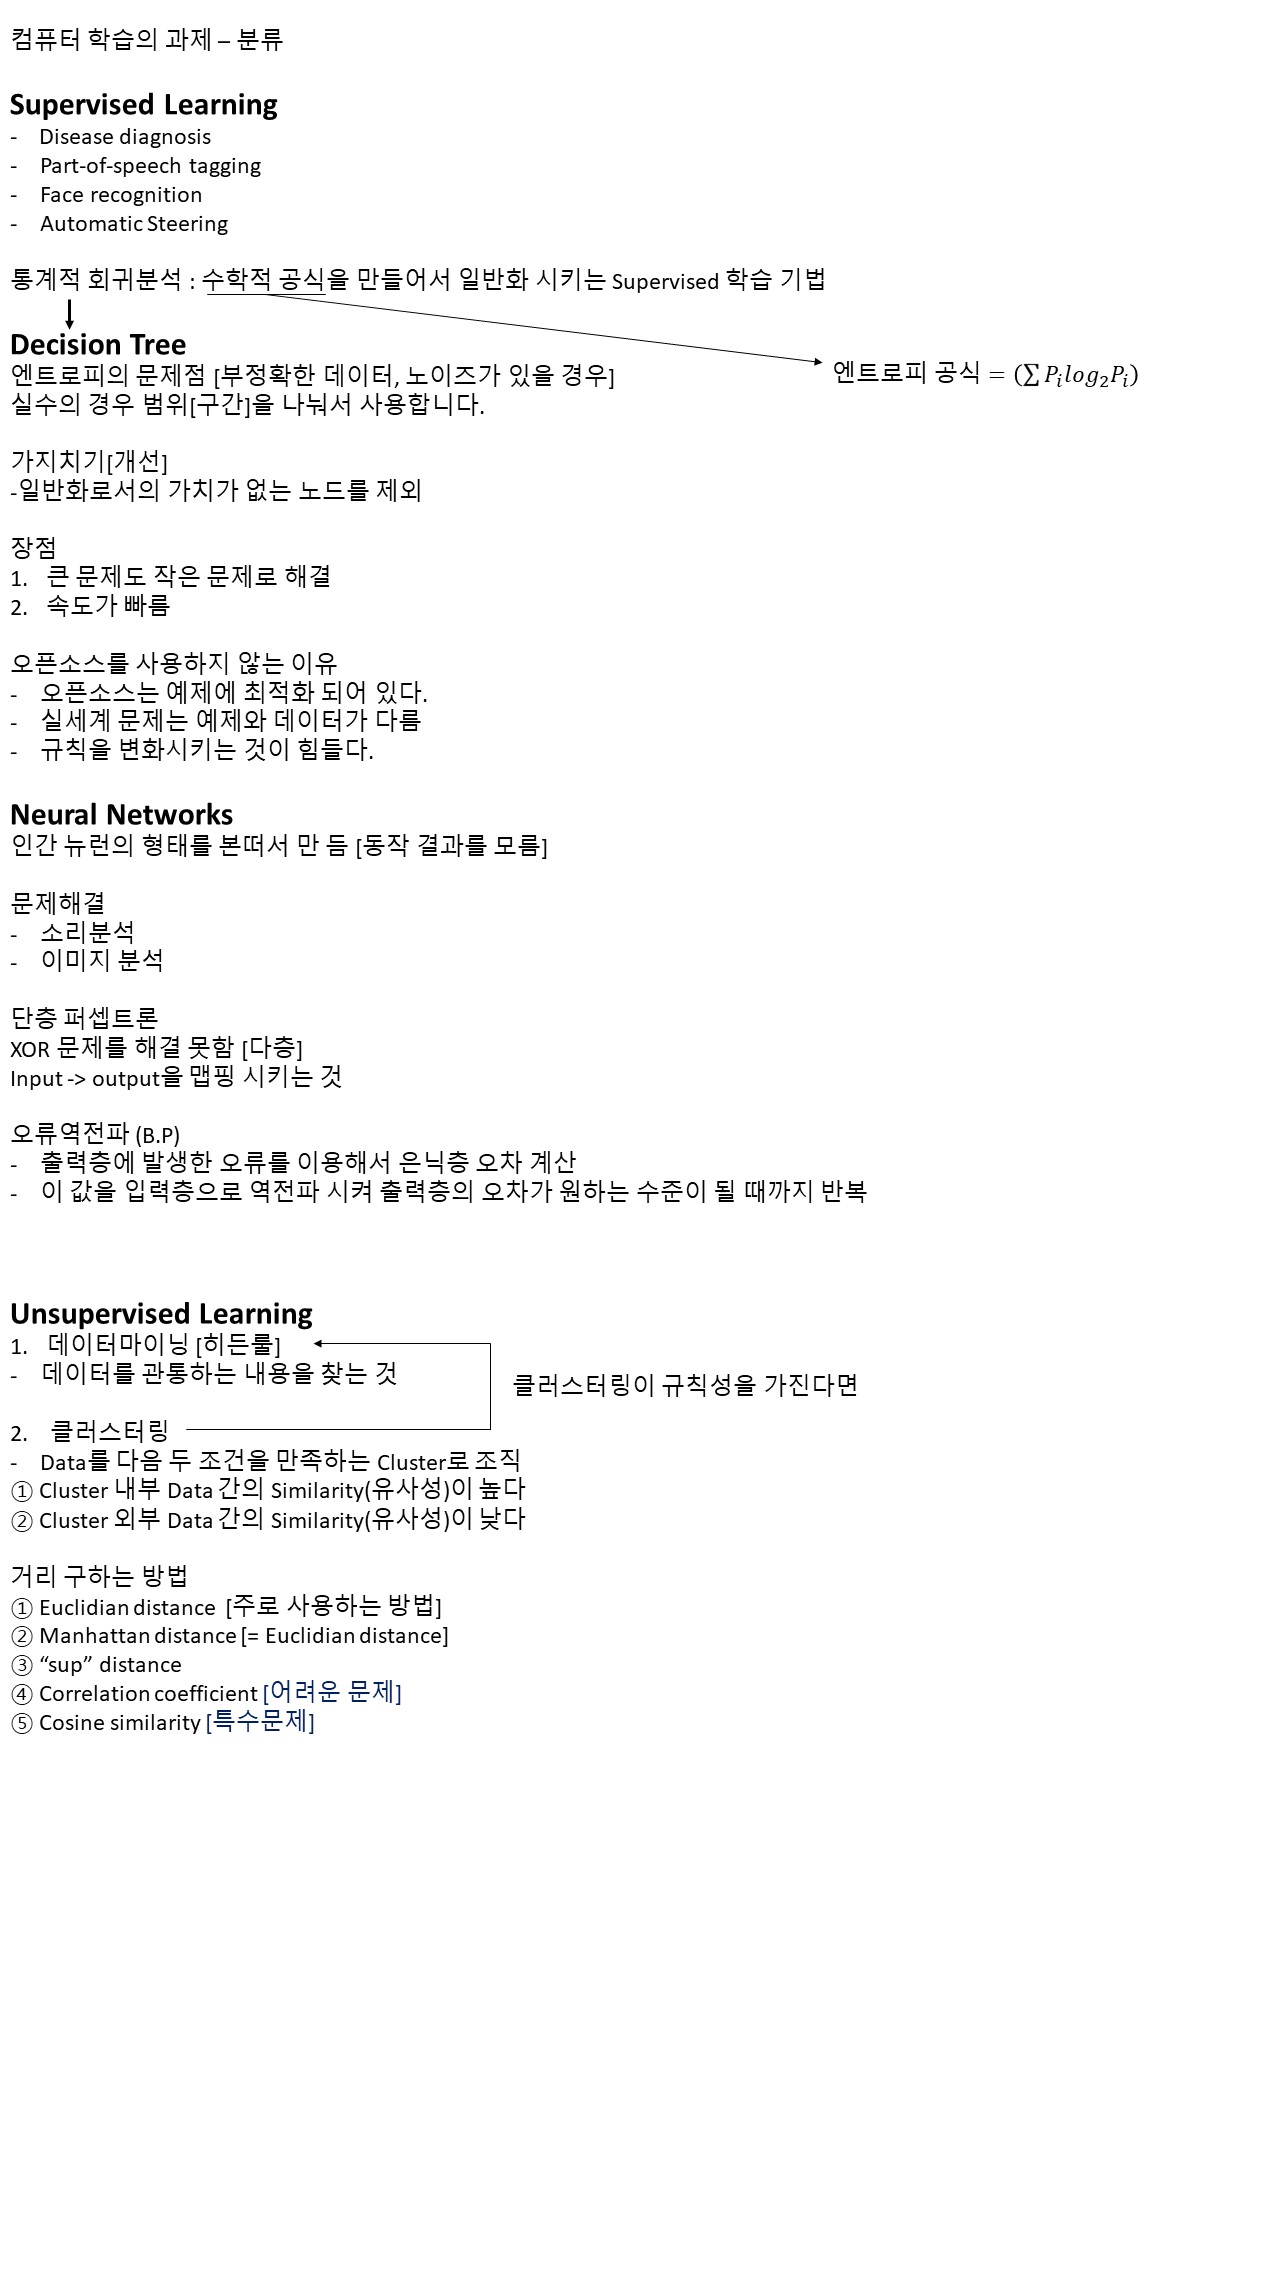 컴퓨터 학습의 과제 – 분류
Supervised Learning
- Disease diagnosis
- Part-of-speech tagging
- Face recognition
- Automatic Steering
통계적 회귀분석 : 수학적 공식을 만들어서 일반화 시키는 Supervised 학습 기법
Decision Tree
엔트로피의 문제점 [부정확한 데이터, 노이즈가 있을 경우]
엔트로피 공식 = (∑ P_i log_2 P_i)
실수의 경우 범위[구간]을 나눠서 사용합니다.
가지치기[개선]
-일반화로서의 가치가 없는 노드를 제외
장점
1. 큰 문제도 작은 문제로 해결
2. 속도가 빠름
오픈소스를 사용하지 않는 이유
- 오픈소스는 예제에 최적화 되어 있다.
- 실세계 문제는 예제와 데이터가 다름
- 규칙을 변화시키는 것이 힘들다.
Neural Networks
인간 뉴런의 형태를 본떠서 만 듬 [동작 결과를 모름]
문제해결
- 소리분석
- 이미지 분석
단층 퍼셉트론
XOR 문제를 해결 못함 [다층]
Input -> output을 맵핑 시키는 것
오류역전파 (B.P)
- 출력층에 발생한 오류를 이용해서 은닉층 오차 계산
- 이 값을 입력층으로 역전파 시켜 출력층의 오차가 원하는 수준이 될 때까지 반복
Unsupervised Learning
1. 데이터마이닝 [히든룰]
- 데이터를 관통하는 내용을 찾는 것
클러스터링이 규칙성을 가진다면
2. 클러스터링
- Data를 다음 두 조건을 만족하는 Cluster로 조직
① Cluster 내부 Data 간의 Similarity(유사성)이 높다
② Cluster 외부 Data 간의 Similarity(유사성)이 낮다
거리 구하는 방법
① Euclidian distance [주로 사용하는 방법]
② Manhattan distance [= Euclidian distance]
③ “sup” distance
④ Correlation coefficient [어려운 문제]
⑤ Cosine similarity [특수문제]